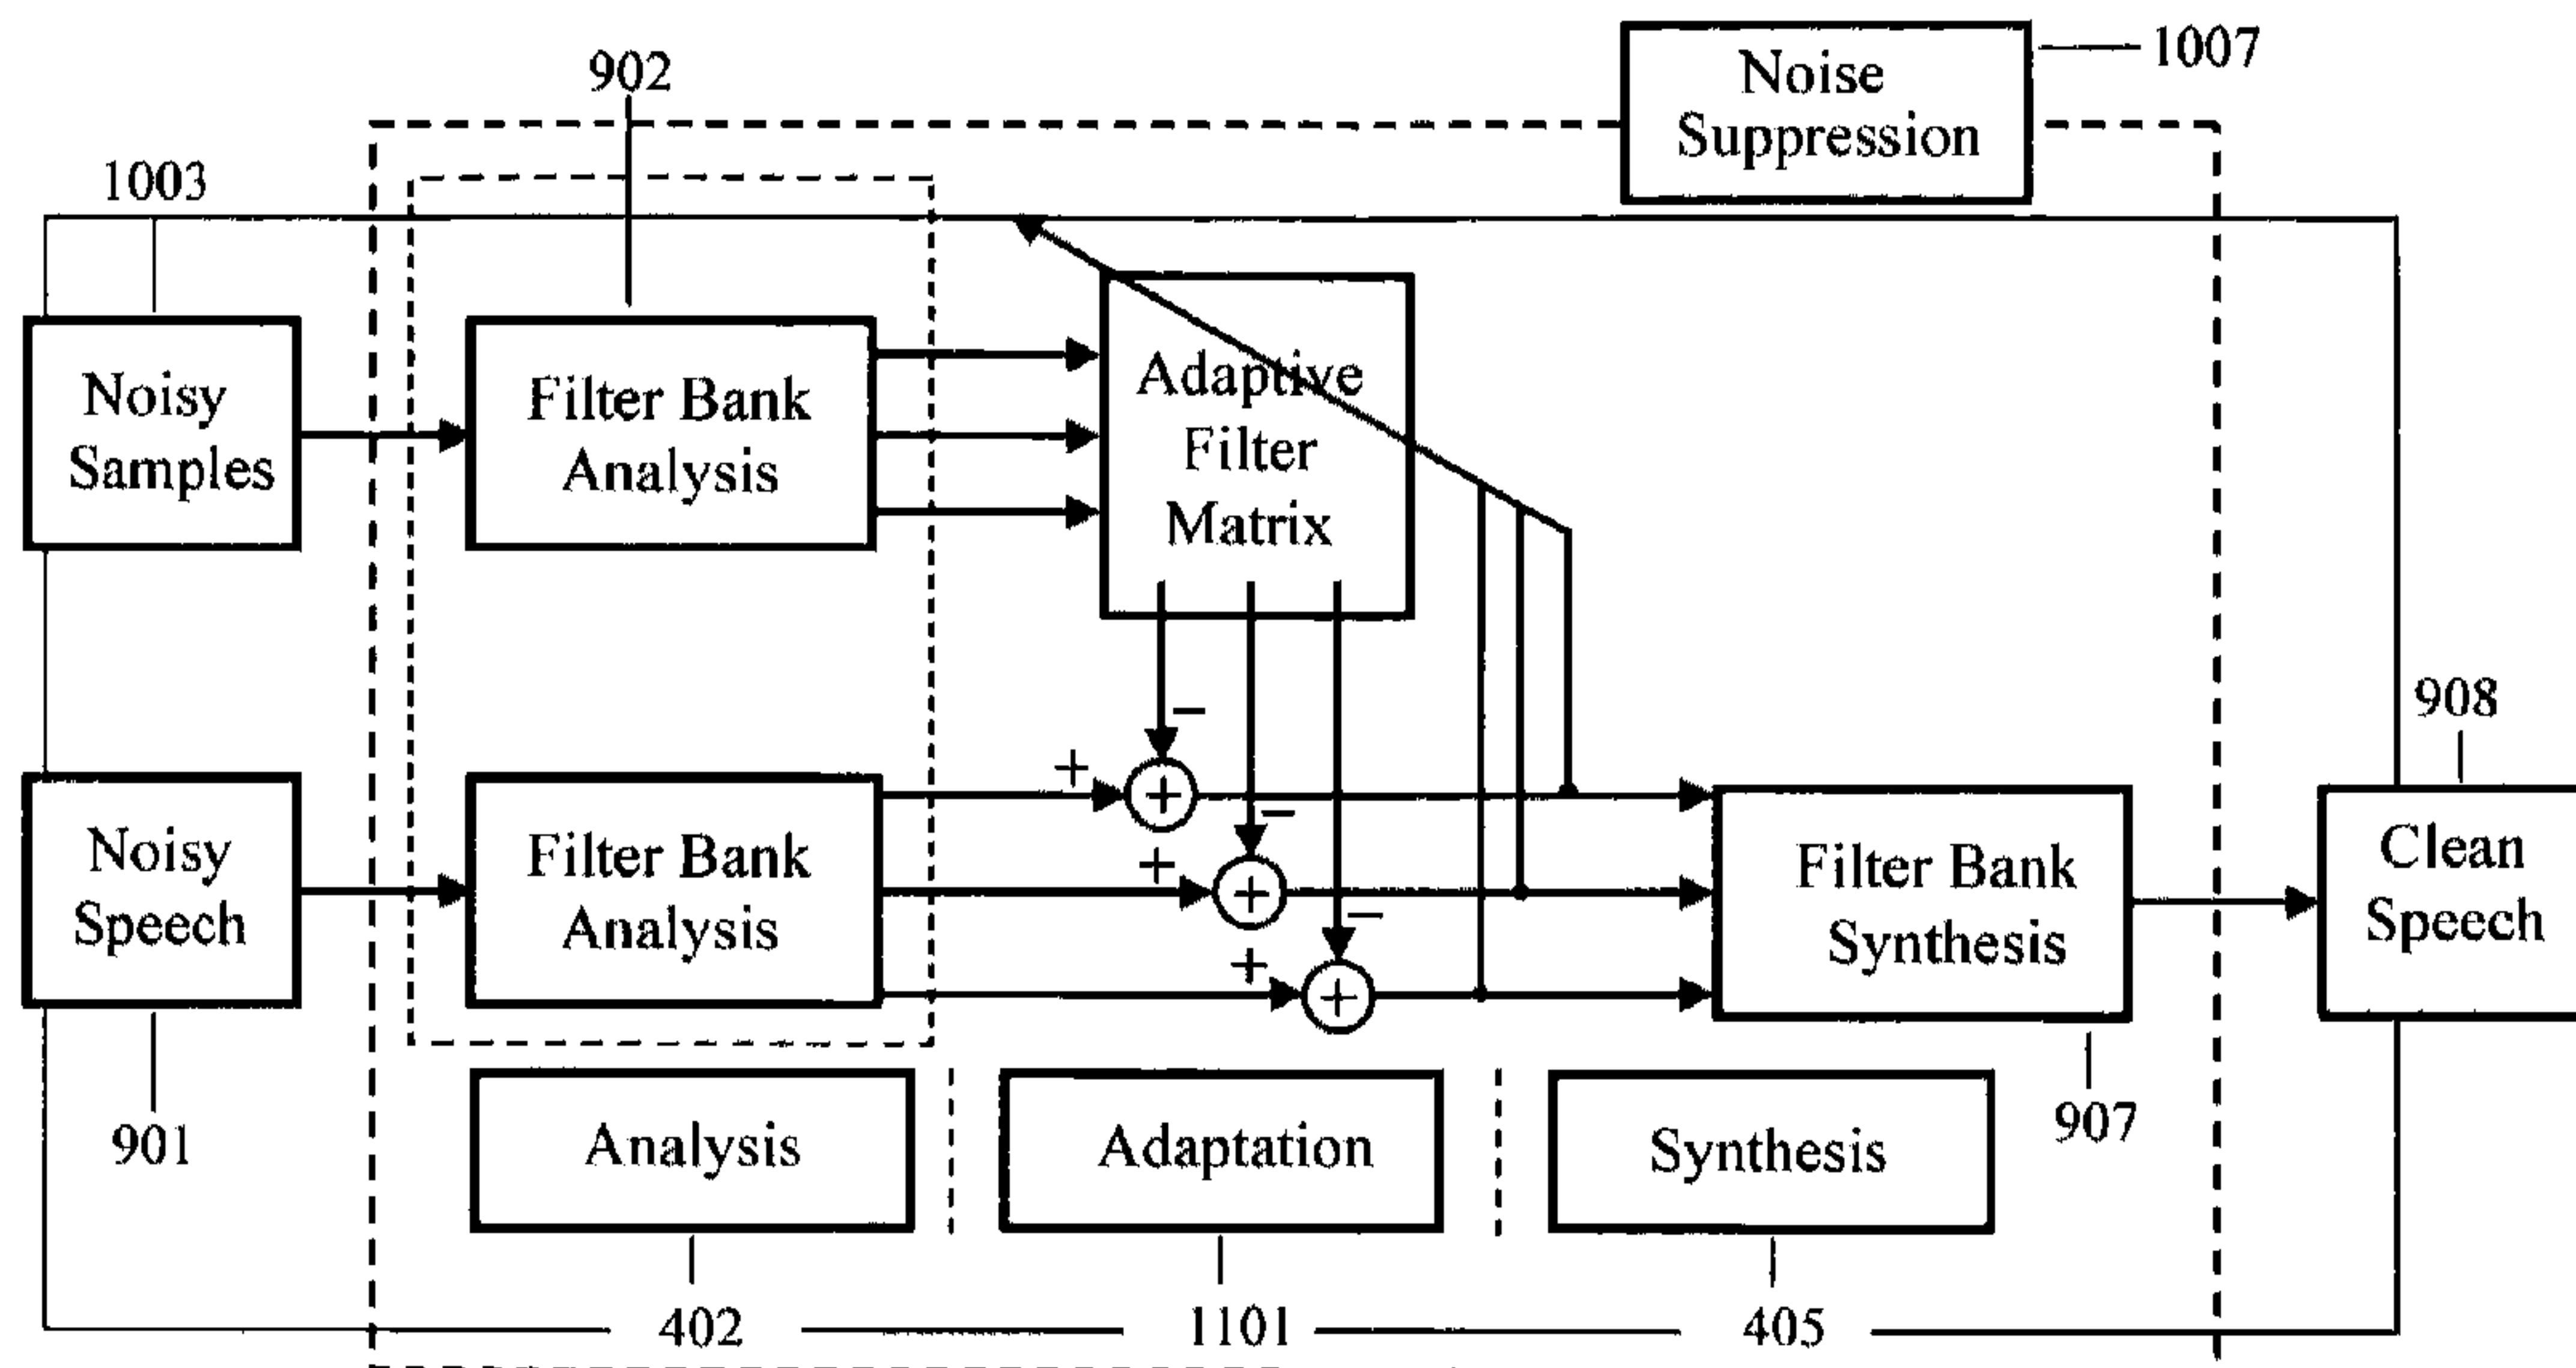 902
Noise
Suppression
1007
1003
Noisy
Samples
Filter Bank
Analysis
Adaptive
Filter
Matrix
−
+
+
−
+
+
−
+
+
Noisy
Speech
Filter Bank
Analysis
Filter Bank
Synthesis
908
Clean
Speech
901
907
Analysis
Adaptation
Synthesis
402
1101
405